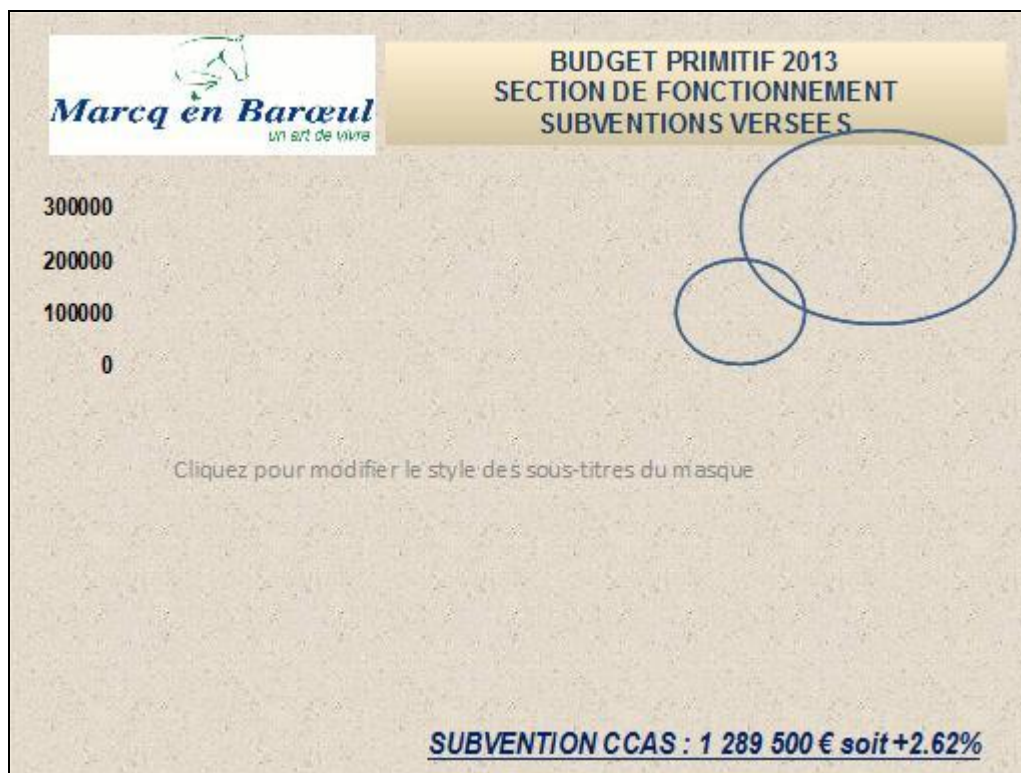 Marcq en Barœul
un art de vivre
BUDGET PRIMITIF 2013
SECTION DE FONCTIONNEMENT
SUBVENTIONS VERSEES
300000
200000
100000
0
Cliquez pour modifier le style des sous-titres du masque
SUBVENTION CCAS : 1 289 500 € soit +2.62%